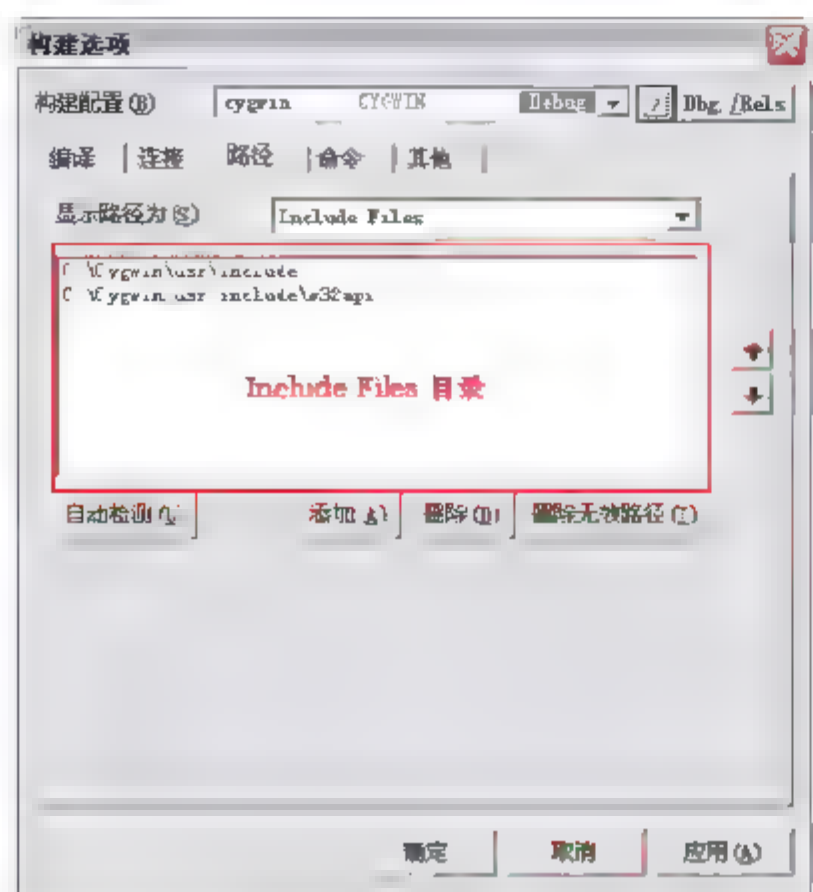 构建选项
构建配置(B) cygwin CYGWIN Debug ? Dbg./Rels
编译 连接 路径 命令 其他
显示路径为(S) Include Files
C \Cygwin\usr\include
C \Cygwin usr include\w32api
Include Files 目录
自动检测 添加(A) 删除(D) 删除无效路径(I)
确定 取消 应用(A)